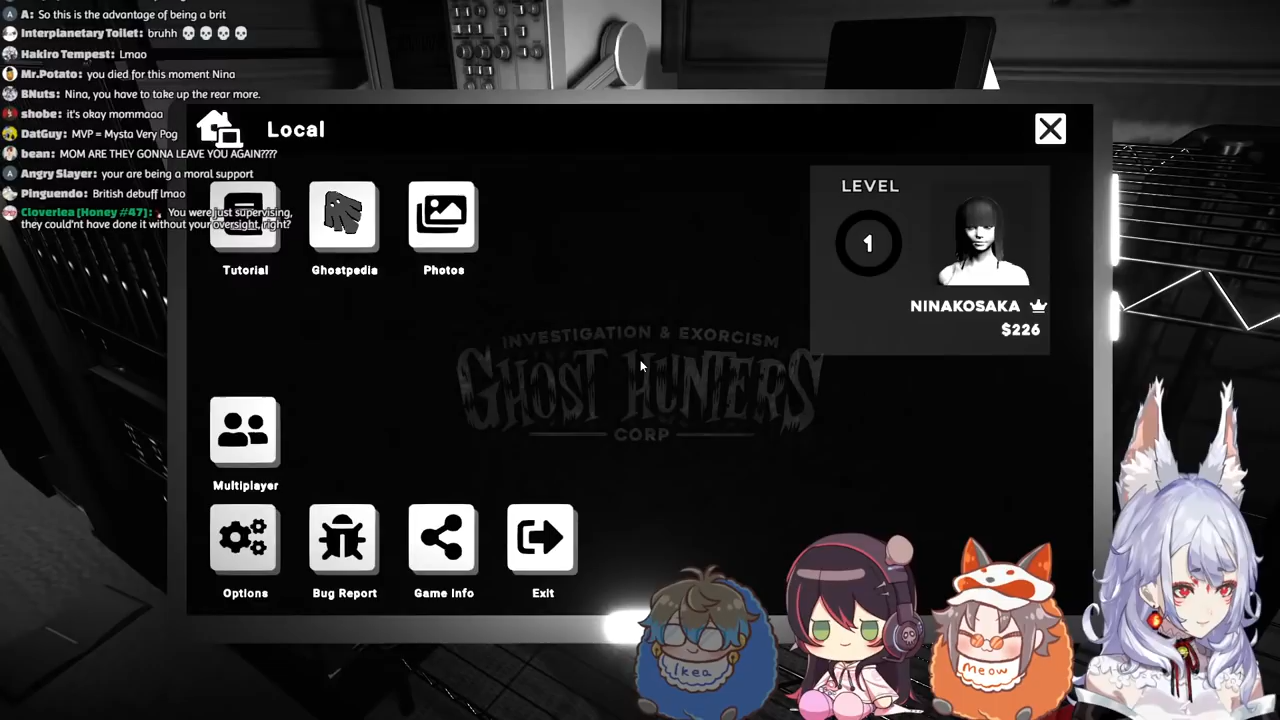 A: So this is the advantage of being a brit
Interplanetary Toilet: bruhh 💀 💀 💀 💀
Hakiro Tempest: Lmao
Mr.Potato: you died for this moment Nina
BNuts: Nina, you have to take up the rear more.
shobe: it's okay mommaaa
DatGuy: MVP = Mysta Very Pog
bean: MOM ARE THEY GONNA LEAVE YOU AGAIN????
Angry Slayer: your are being a moral support
Pinguendo: British debuff lmao
Cloverlea [Honey #47]: You were just supervising,
they could'nt have done it without your oversight, right?
Local
LEVEL
1
NINAKOSAKA
$226
Tutorial
Ghostpedia
Photos
INVESTIGATION & EXORCISM
GHOST HUNTERS
CORP
Multiplayer
Options
Bug Report
Game Info
Exit
Ikea
meow